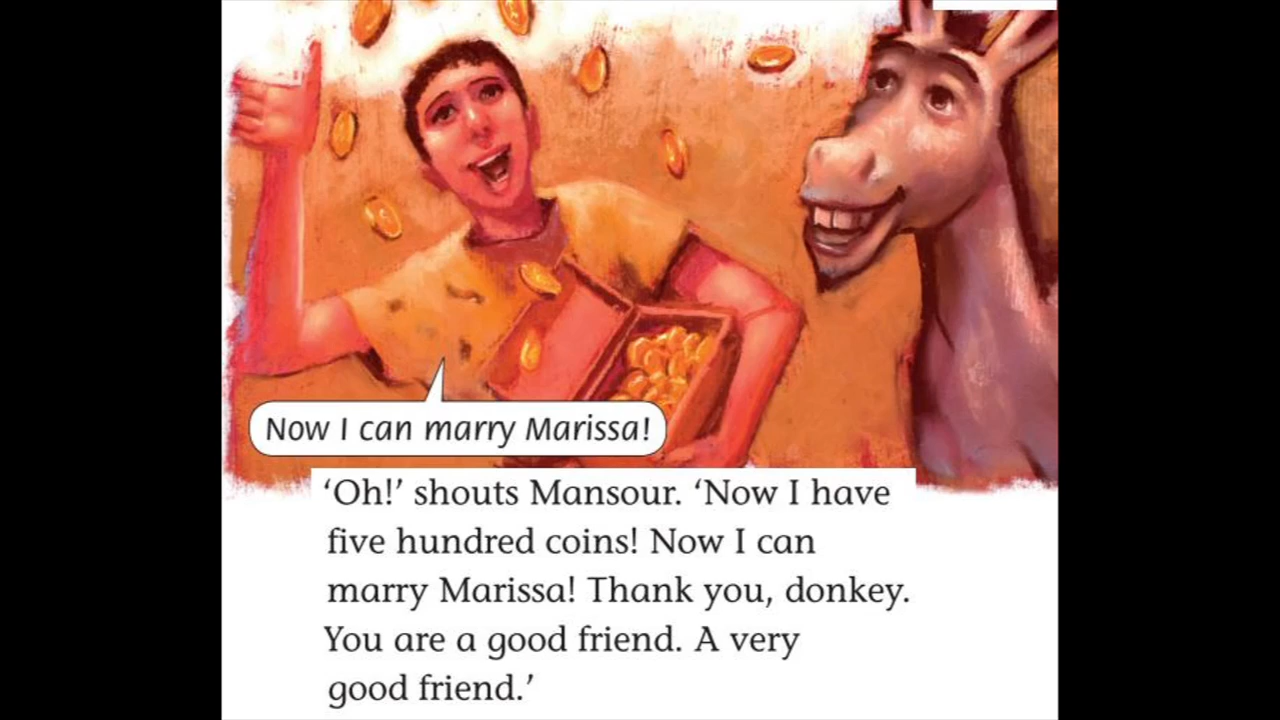 Now I can marry Marissa!
‘Oh!’ shouts Mansour. ‘Now I have
five hundred coins! Now I can
marry Marissa! Thank you, donkey.
You are a good friend. A very
good friend.’